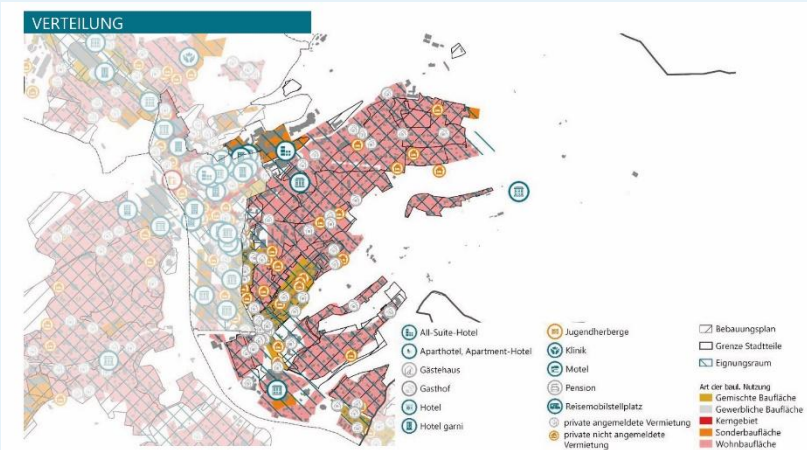 VERTEILUNG
All-Suite-Hotel
Aparthotel, Apartment-Hotel
Gästehaus
Gasthof
Hotel
Hotel garni
Jugendherberge
Klinik
Motel
Pension
Reisemobilstellplatz
private angemeldete Vermietung
private nicht angemeldete
Vermietung
Bebauungsplan
Grenze Stadtteile
Eignungsraum
Art der baul. Nutzung
Gemischte Baufläche
Gewerbliche Baufläche
Kerngebiet
Sonderbaufläche
Wohnbaufläche